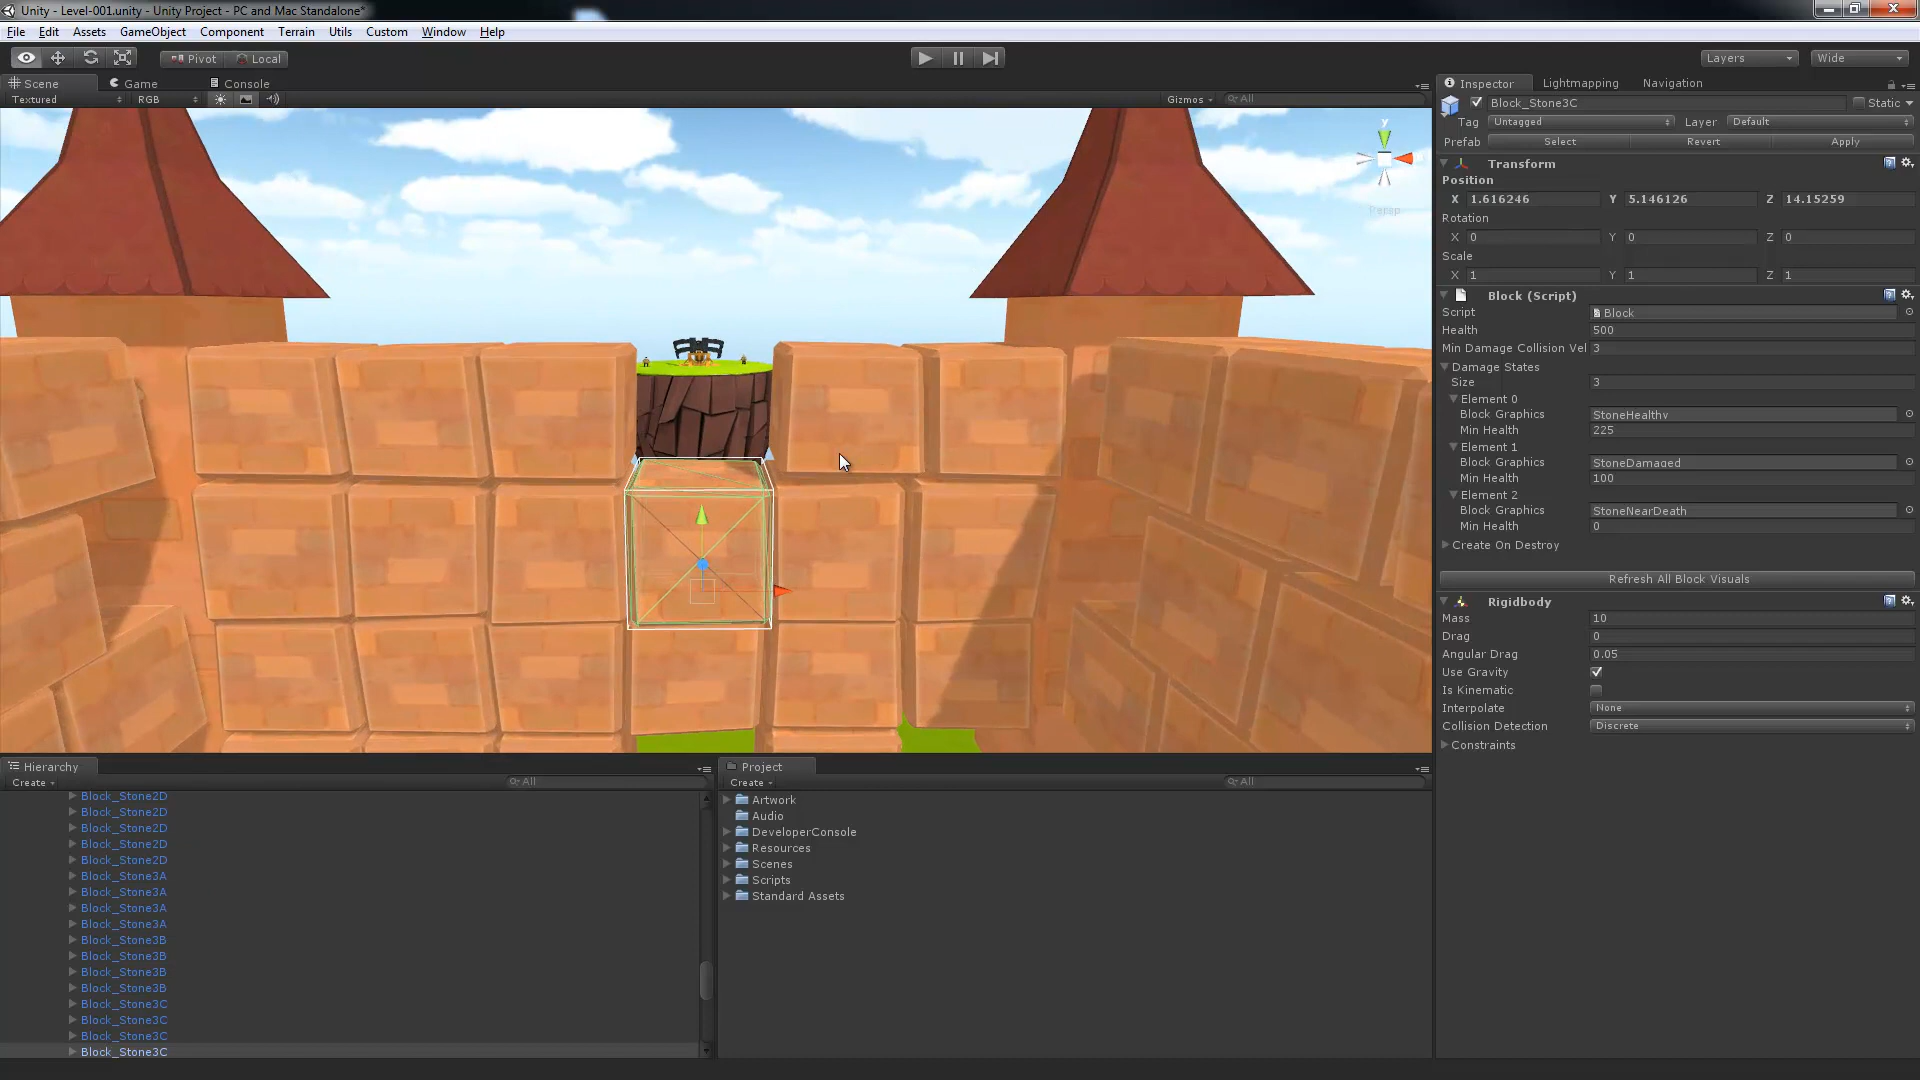 Unity - Level-001.unity - Unity Project - PC and Mac Standalone*
File Edit Assets GameObject Component Terrain Utils Custom Window Help
Pivot Local Layers Wide
Scene Game Console
Textured RGB Gizmos All
y
Persp
Inspector Lightmapping Navigation
Block_Stone3C Static
Tag Untagged Layer Default
Prefab Select Revert Apply
Transform
Position
X 1.616246 Y 5.146126 Z 14.15259
Rotation
X 0 Y 0 Z 0
Scale
X 1 Y 1 Z 1
Block (Script)
Script Block
Health 500
Min Damage Collision Vel 3
Damage States
Size 3
Element 0
Block Graphics StoneHealthy
Min Health 225
Element 1
Block Graphics StoneDamaged
Min Health 100
Element 2
Block Graphics StoneNearDeath
Min Health 0
Create On Destroy
Refresh All Block Visuals
Rigidbody
Mass 10
Drag 0
Angular Drag 0.05
Use Gravity
Is Kinematic
Interpolate None
Collision Detection Discrete
Constraints
Hierarchy
Create All
Block_Stone2D
Block_Stone2D
Block_Stone2D
Block_Stone2D
Block_Stone2D
Block_Stone3A
Block_Stone3A
Block_Stone3A
Block_Stone3A
Block_Stone3B
Block_Stone3B
Block_Stone3B
Block_Stone3B
Block_Stone3C
Block_Stone3C
Block_Stone3C
Block_Stone3C
Project
Create All
Artwork
Audio
DeveloperConsole
Resources
Scenes
Scripts
Standard Assets